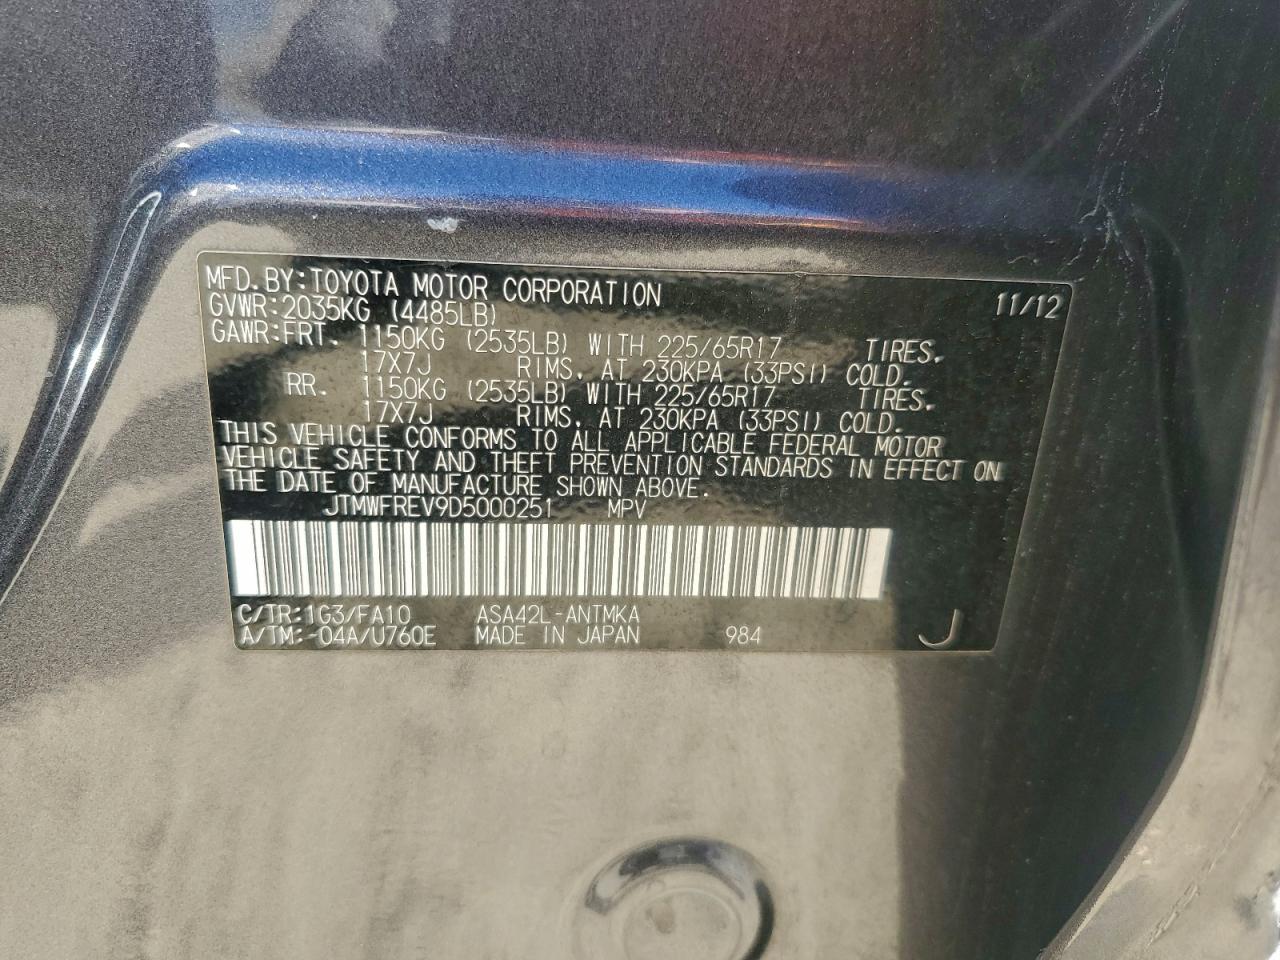 MFD.BY:TOYOTA MOTOR CORPORATION 11/12
GVWR:2035KG (4485LB)
GAWR:FRT. 1150KG (2535LB) WITH 225/65R17 TIRES.
17X7J RIMS. AT 230KPA (33PSI) COLD.
RR. 1150KG (2535LB) WITH 225/65R17 TIRES.
17X7J RIMS. AT 230KPA (33PSI) COLD.
THIS VEHICLE CONFORMS TO ALL APPLICABLE FEDERAL MOTOR
VEHICLE SAFETY AND THEFT PREVENTION STANDARDS IN EFFECT ON
THE DATE OF MANUFACTURE SHOWN ABOVE.
JTMWFREV9D5000251 MPV
C/TR:1G3/FA10 ASA42L-ANTMKA
A/TM:-04A/U760E MADE IN JAPAN 984 J